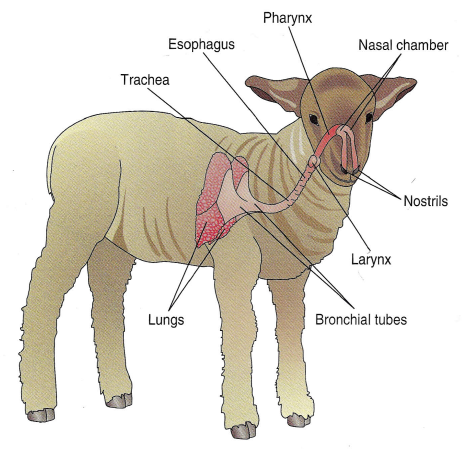 Pharynx
Esophagus
Nasal chamber
Trachea
Nostrils
Larynx
Lungs
Bronchial tubes